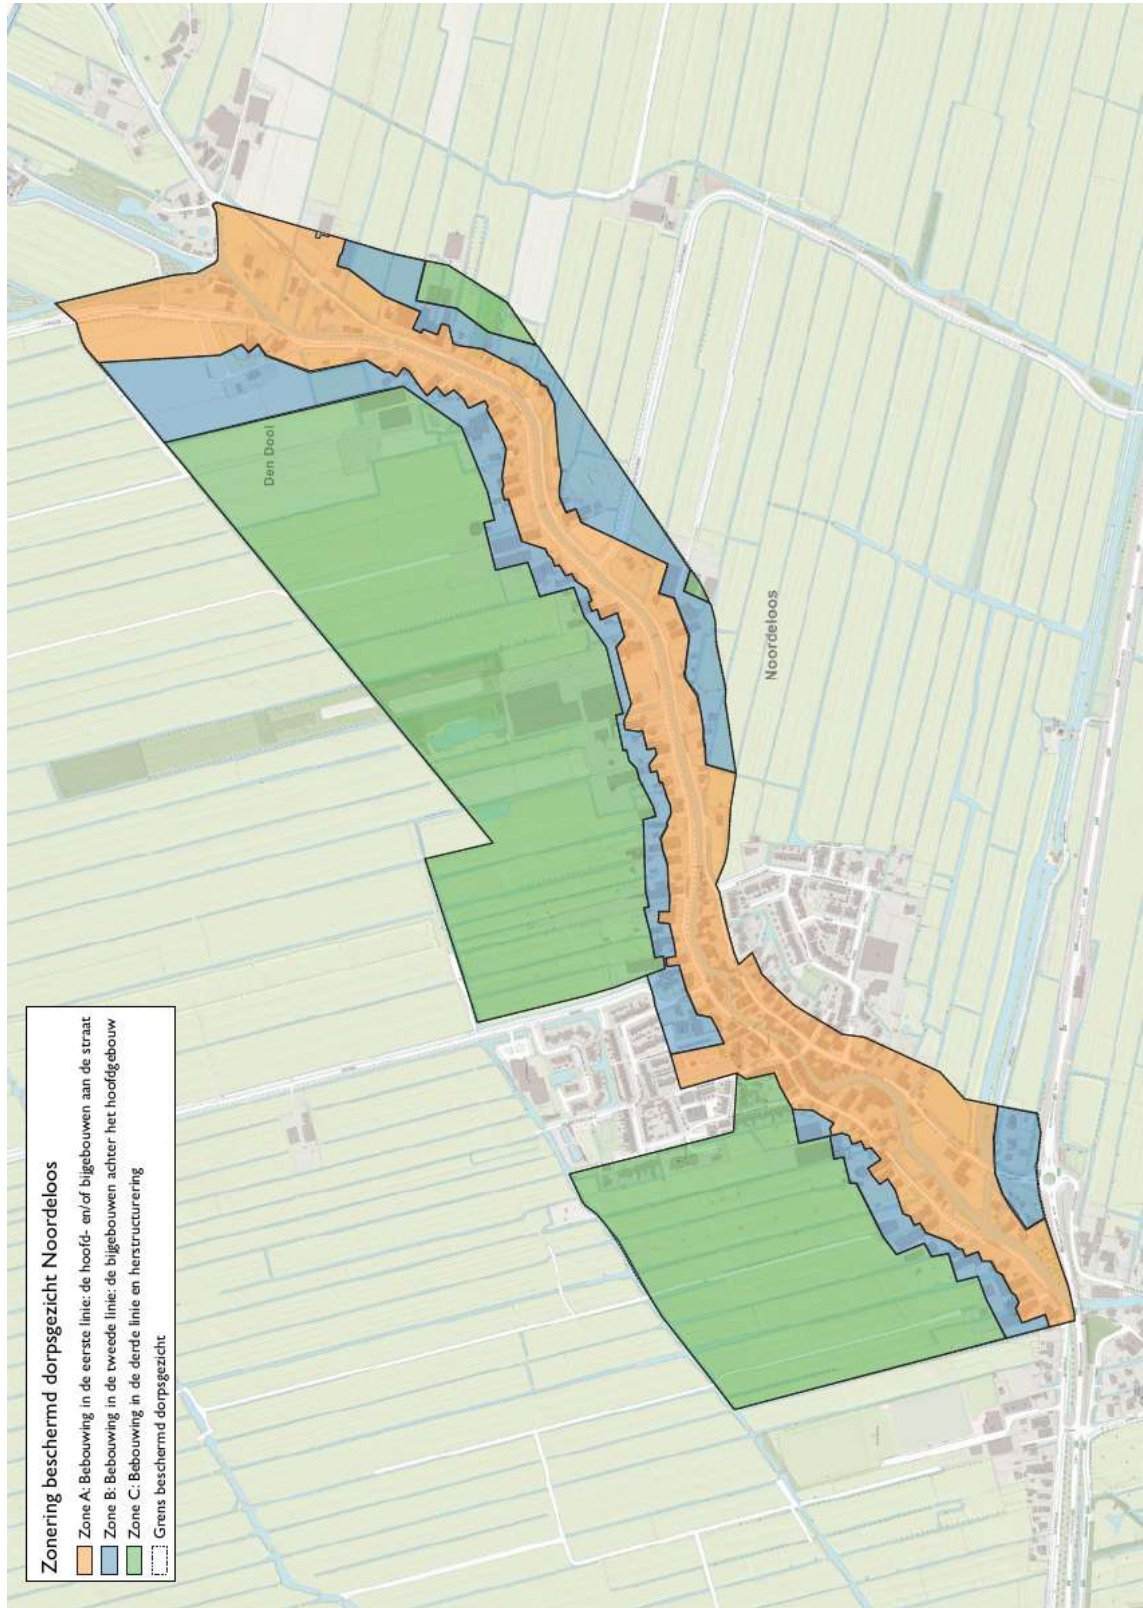 Zonering beschermd dorpsgezicht Noordeloos
Zone A: Bebouwing in de eerste linie: de hoofd- en/of bijgebouwen aan de straat
Zone B: Bebouwing in de tweede linie: de bijgebouwen achter het hoofdgebouw
Zone C: Bebouwing in de derde linie en herstructurering
Grens beschermd dorpsgezicht
Den Dool
Noordeloos